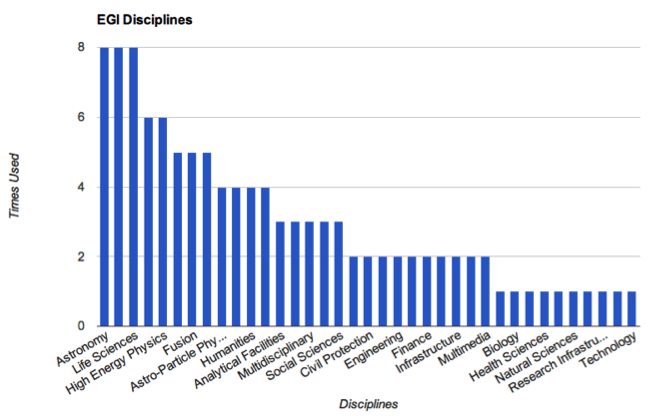 EGI Disciplines
8
6
4
2
0
Times Used
Astronomy
Life Sciences
High Energy Physics
Fusion
Astro-Particle Phy...
Humanities
Analytical Facilities
Multidisciplinary
Social Sciences
Civil Protection
Engineering
Finance
Infrastructure
Multimedia
Biology
Health Sciences
Natural Sciences
Research Infrastru...
Technology
Disciplines